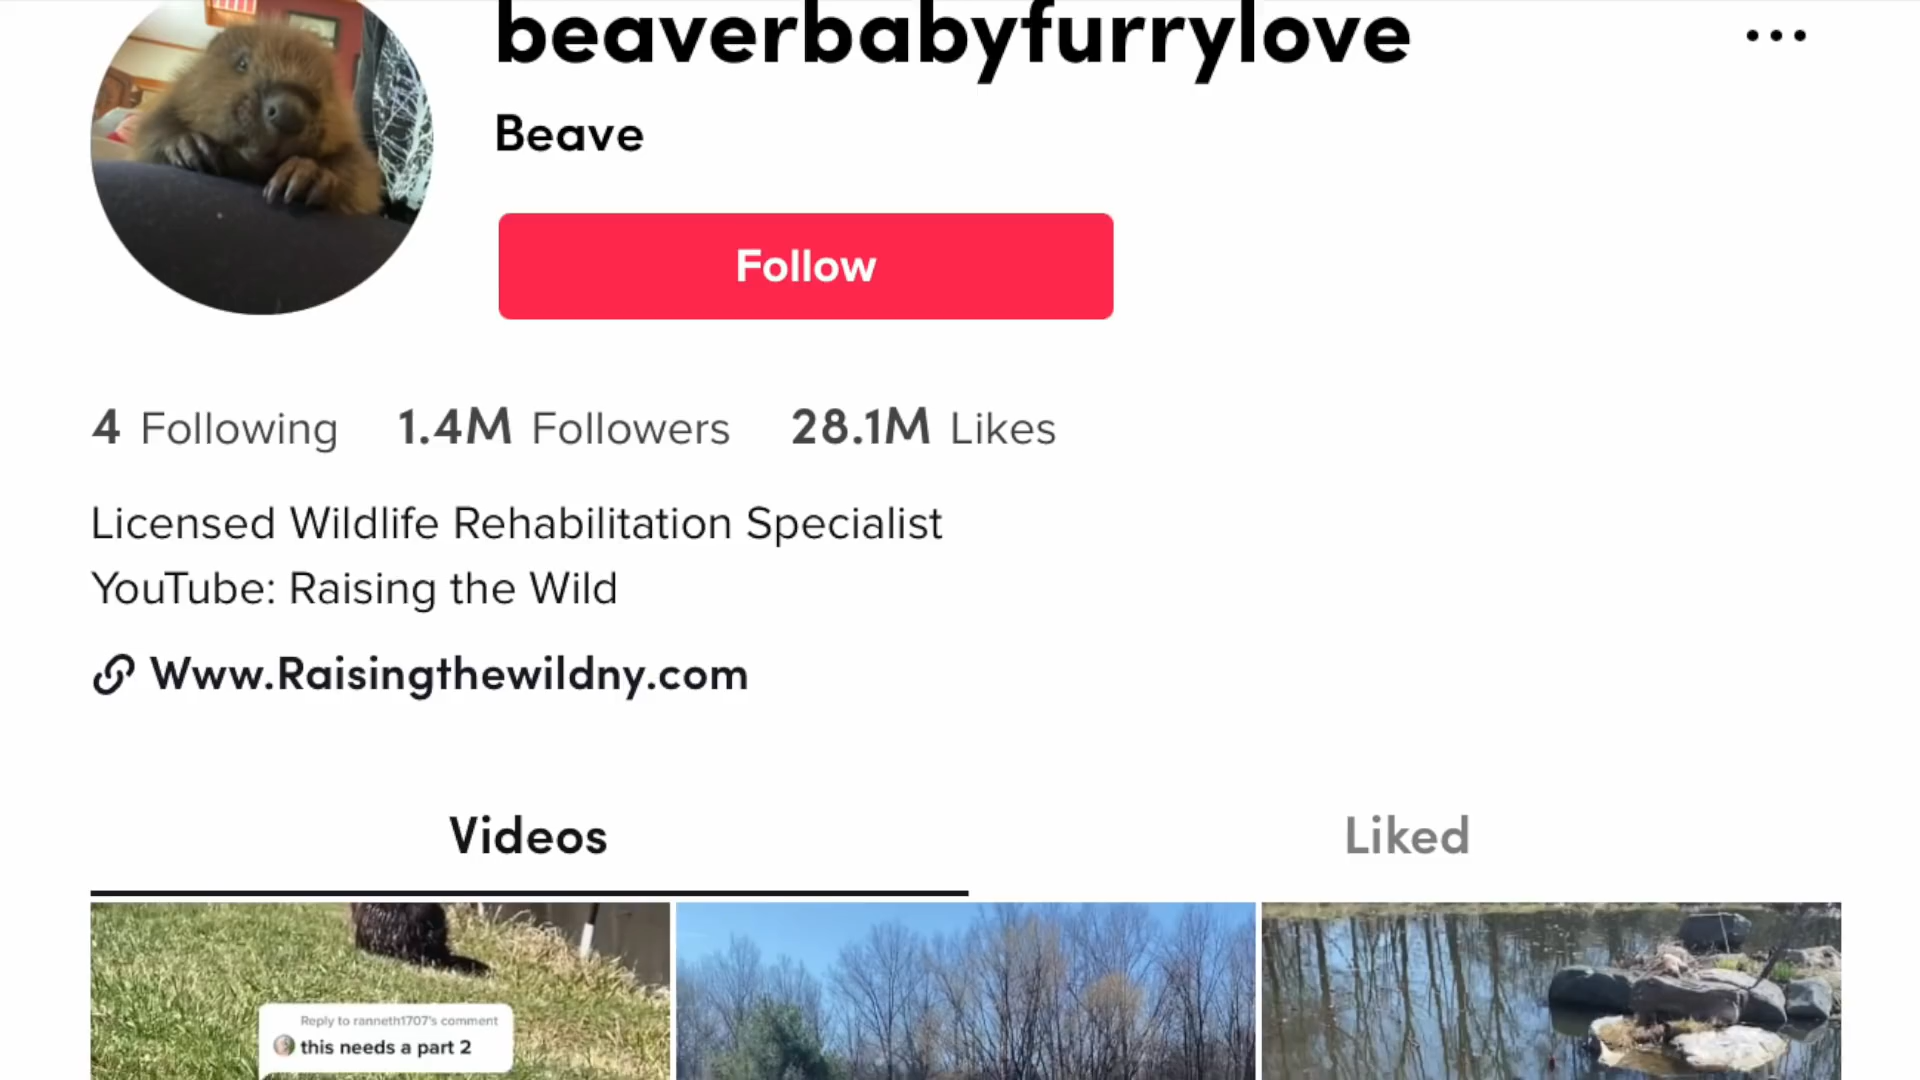 beaverbabyfurrylove
Beave
Follow
4 Following 1.4M Followers 28.1M Likes
Licensed Wildlife Rehabilitation Specialist
YouTube: Raising the Wild
Www.Raisingthewildny.com
Videos Liked
Reply to ranneth1707's comment
this needs a part 2